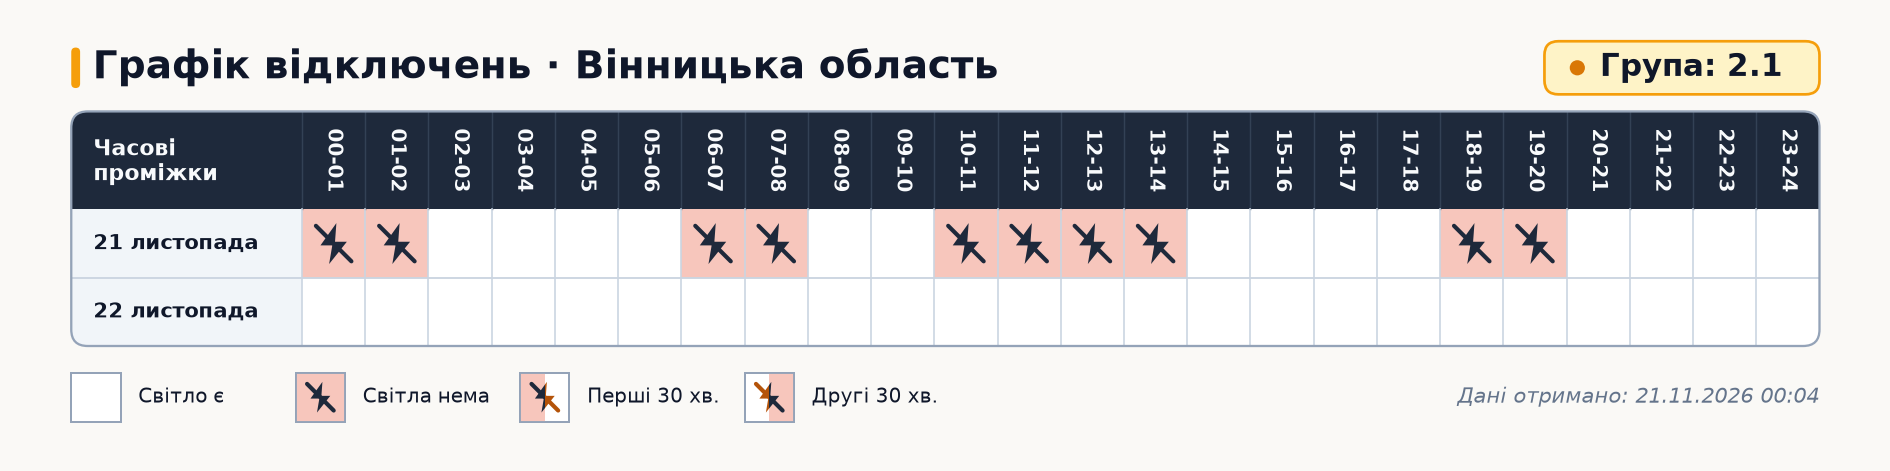 Графік відключень · Вінницька область
Група: 2.1
Часові
проміжки
00-01
01-02
02-03
03-04
04-05
05-06
06-07
07-08
08-09
09-10
10-11
11-12
12-13
13-14
14-15
15-16
16-17
17-18
18-19
19-20
20-21
21-22
22-23
23-24
21 листопада
22 листопада
Світло є
Світла нема
Перші 30 хв.
Другі 30 хв.
Дані отримано: 21.11.2026 00:04